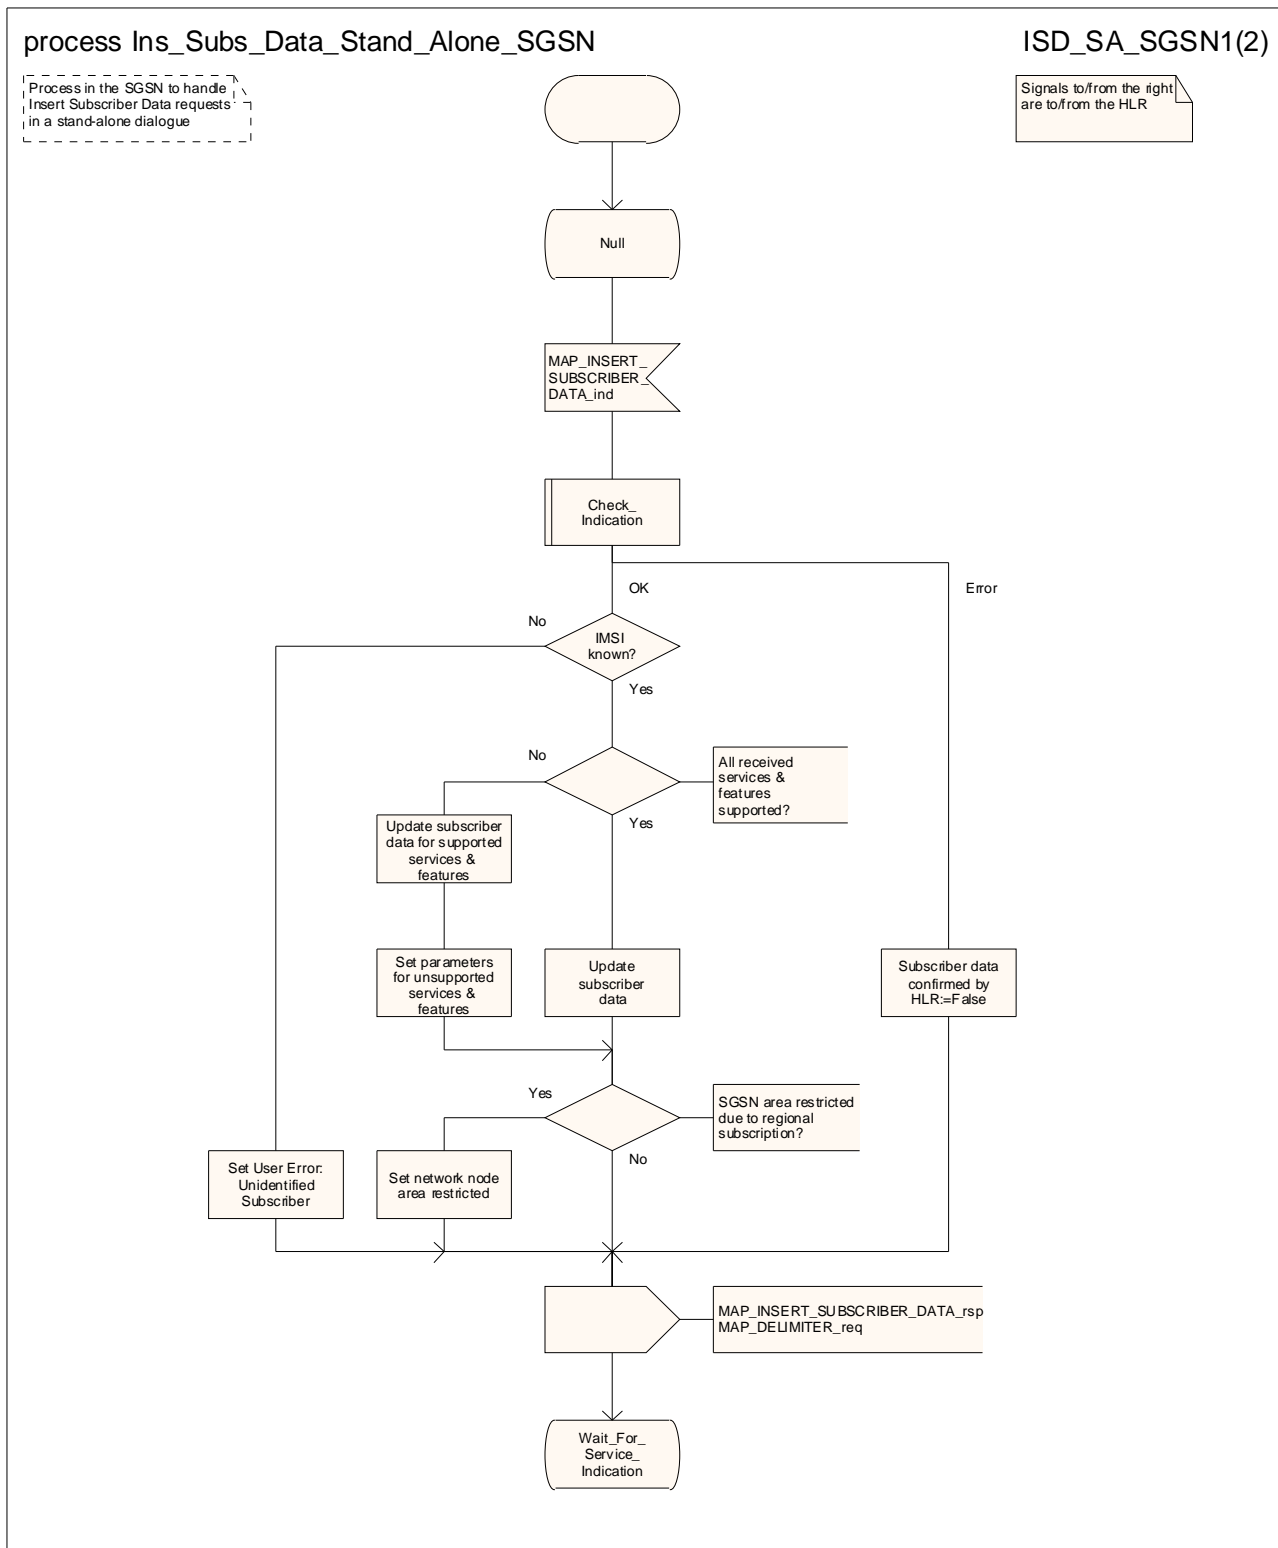 process Ins_Subs_Data_Stand_Alone_SGSN
ISD_SA_SGSN1(2)
Process in the SGSN to handle
Insert Subscriber Data requests
in a stand-alone dialogue
Signals to/from the right
are to/from the HLR
Null
MAP_INSERT_
SUBSCRIBER_
DATA_ind
Check_
Indication
OK
Error
No
IMSI
known?
Yes
No
All received
services &
features
supported?
Yes
Update subscriber
data for supported
services &
features
Set parameters
for unsupported
services &
features
Update
subscriber
data
Subscriber data
confirmed by
HLR:=False
Yes
SGSN area restricted
due to regional
subscription?
No
Set User Error:
Unidentified
Subscriber
Set network node
area restricted
MAP_INSERT_SUBSCRIBER_DATA_rsp
MAP_DELIMITER_req
Wait_For_
Service_
Indication